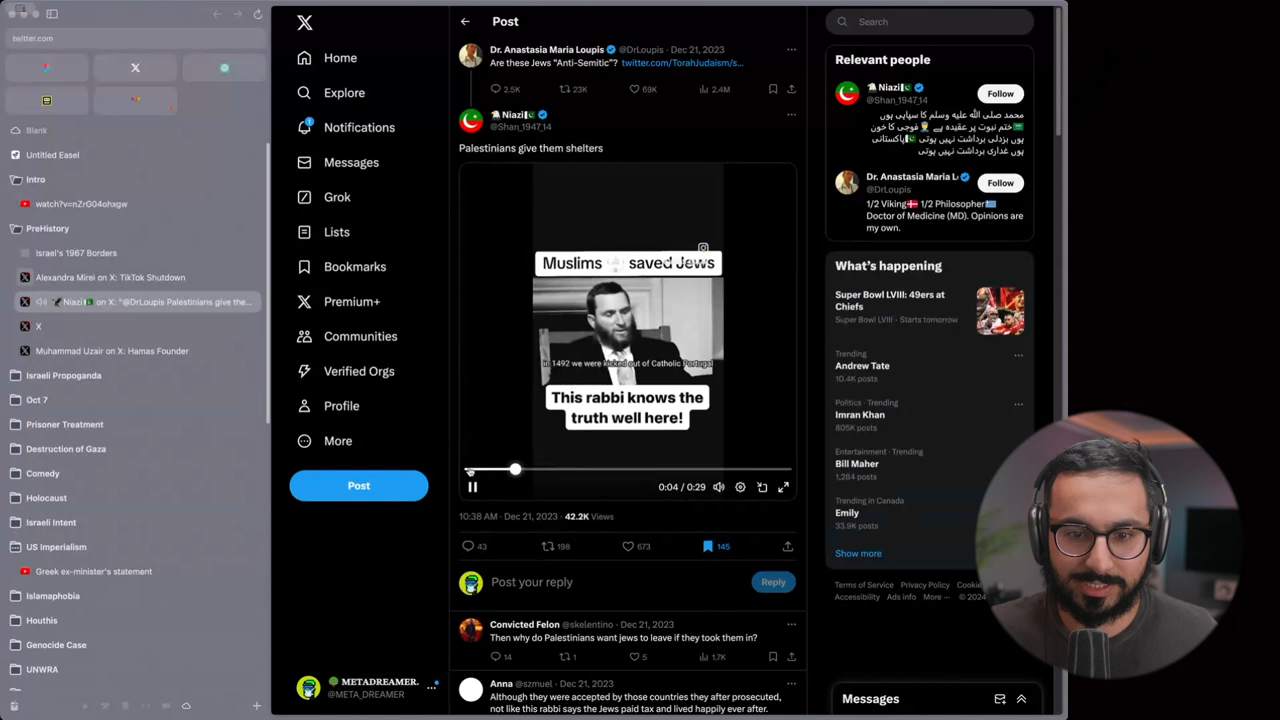 twitter.com
Blank
Untitled Easel
Intro
watch?v=nZrG04ohxgw
PreHistory
Israel's 1967 Borders
Alexandra Mirei on X: TikTok Shutdown
Niazi on X: "@DrLoupis Palestinians give the...
X
Muhammad Uzair on X: Hamas Founder
Israeli Propoganda
Oct 7
Prisoner Treatment
Destruction of Gaza
Comedy
Holocaust
Israeli Intent
US Imperialism
Greek ex-minister's statement
Islamaphobia
Houthis
Genocide Case
UNWRA
Home
Explore
1
Notifications
Messages
Grok
Lists
Bookmarks
Premium+
Communities
Verified Orgs
Profile
More
Post
METADREAMER.
@META_DREAMER
Post
Dr. Anastasia Maria Loupis @DrLoupis · Dec 21, 2023
Are these Jews “Anti-Semitic”? twitter.com/TorahJudaism/s...
2.5K 23K 69K 2.4M
Niazi
@Shan_1947_14
Palestinians give them shelters
Muslims saved Jews
in 1492 we were kicked out of Catholic Portugal
This rabbi knows the
truth well here!
0:04 / 0:29
10:38 AM · Dec 21, 2023 · 42.2K Views
43 198 673 145
Post your reply
Reply
Convicted Felon @skelentino · Dec 21, 2023
Then why do Palestinians want jews to leave if they took them in?
14 1 5 1.7K
Anna @szmuel · Dec 21, 2023
Although they were accepted by those countries they after prosecuted,
not like this rabbi says the Jews paid tax and lived happily ever after.
Search
Relevant people
Niazi
@Shan_1947_14
Follow
محمد صلی اللہ علیہ وسلم کا سپاہی ہوں
ختم نبوت پر عقیدہ ہے فوجی کا خون
ہوں بزدلی برداشت نہیں ہوتی پاکستانی
ہوں غداری برداشت نہیں ہوتی
Dr. Anastasia Maria L
@DrLoupis
Follow
1/2 Viking 1/2 Philosopher
Doctor of Medicine (MD). Opinions are
my own.
What’s happening
Super Bowl LVIII: 49ers at
Chiefs
Super Bowl LVIII · Starts tomorrow
Trending
Andrew Tate
10.4K posts
Politics · Trending
Imran Khan
805K posts
Entertainment · Trending
Bill Maher
1,284 posts
Trending in Canada
Emily
33.9K posts
Show more
Terms of Service Privacy Policy Cookie
Accessibility Ads info More ··· © 2024
Messages